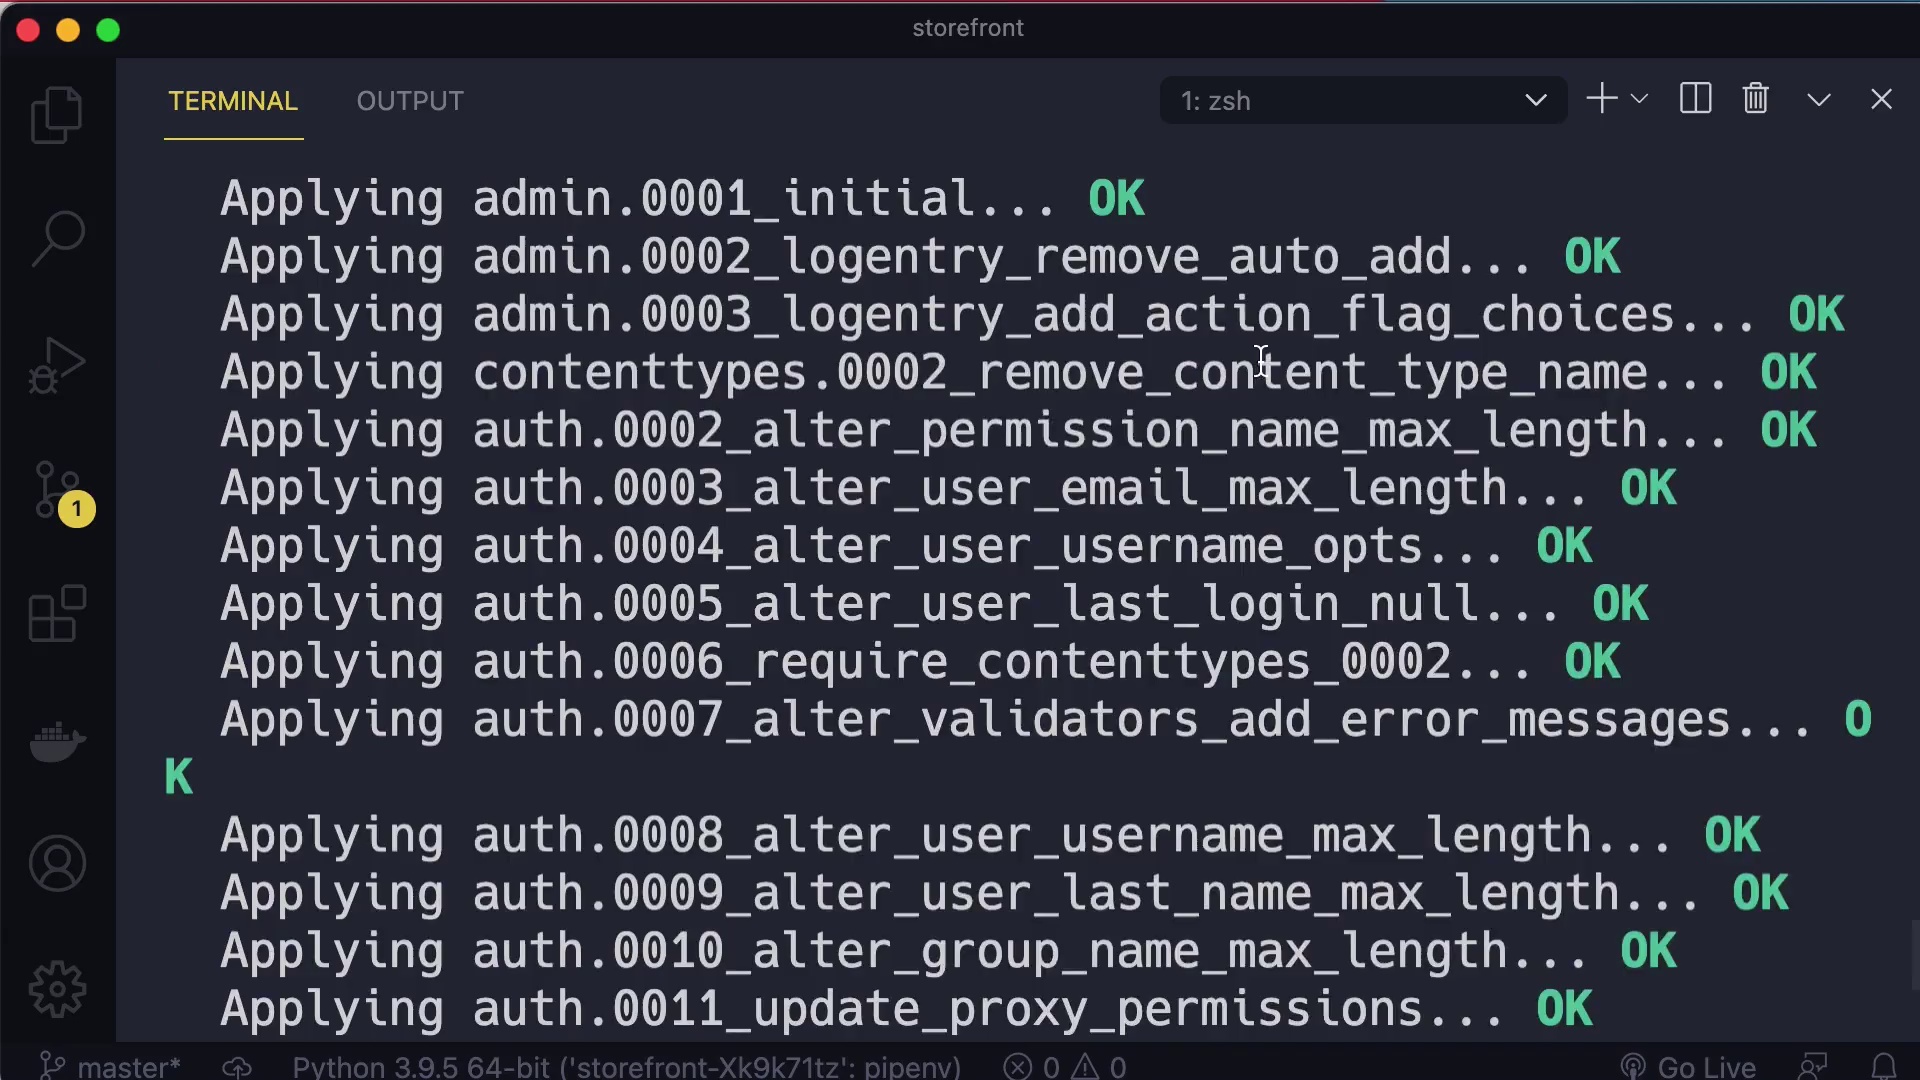 storefront
TERMINAL OUTPUT 1: zsh
Applying admin.0001_initial... OK
Applying admin.0002_logentry_remove_auto_add... OK
Applying admin.0003_logentry_add_action_flag_choices... OK
Applying contenttypes.0002_remove_content_type_name... OK
Applying auth.0002_alter_permission_name_max_length... OK
Applying auth.0003_alter_user_email_max_length... OK
Applying auth.0004_alter_user_username_opts... OK
Applying auth.0005_alter_user_last_login_null... OK
Applying auth.0006_require_contenttypes_0002... OK
Applying auth.0007_alter_validators_add_error_messages... O
K
Applying auth.0008_alter_user_username_max_length... OK
Applying auth.0009_alter_user_last_name_max_length... OK
Applying auth.0010_alter_group_name_max_length... OK
Applying auth.0011_update_proxy_permissions... OK
1
master* Python 3.9.5 64-bit ('storefront-Xk9k71tz': pipenv) 0 0 Go Live